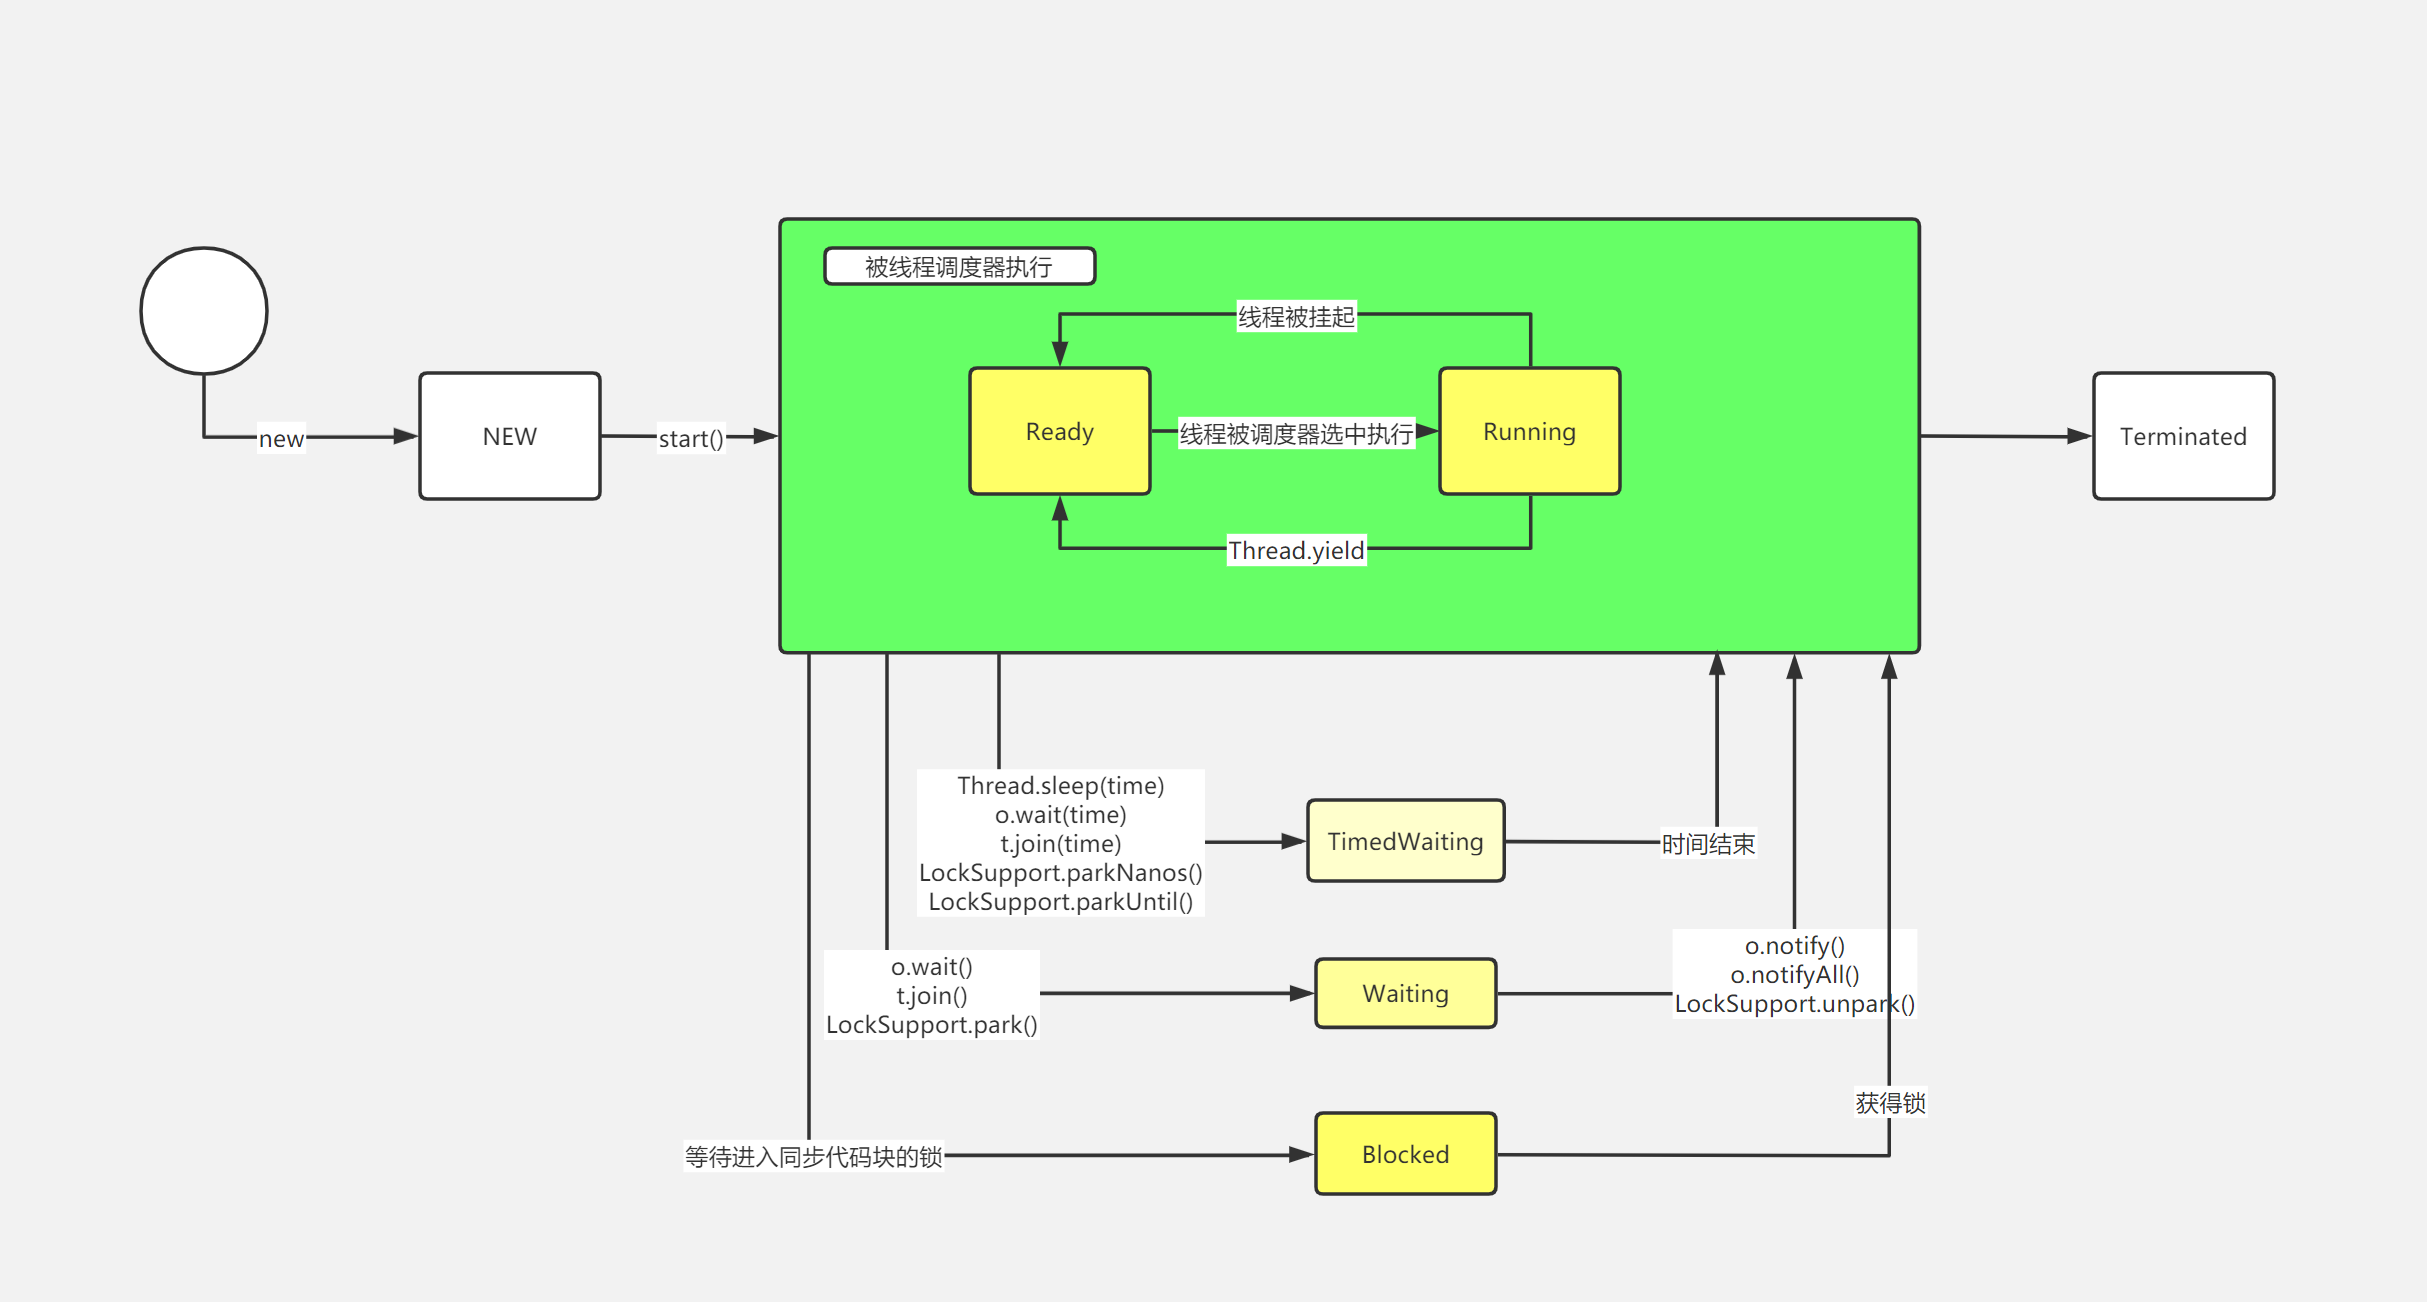 被线程调度器执行
线程被挂起
new
NEW
start()
Ready
线程被调度器选中执行
Running
Terminated
Thread.yield
Thread.sleep(time)
o.wait(time)
t.join(time)
LockSupport.parkNanos()
LockSupport.parkUntil()
TimedWaiting
时间结束
o.wait()
t.join()
LockSupport.park()
Waiting
o.notify()
o.notifyAll()
LockSupport.unpark()
获得锁
等待进入同步代码块的锁
Blocked